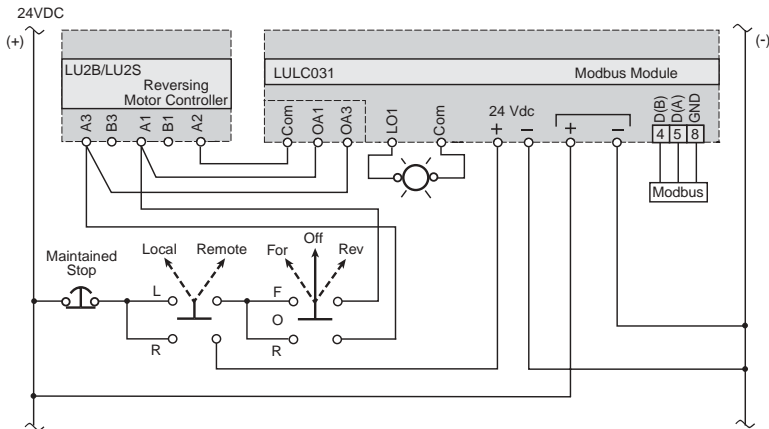 24VDC
(+)
(-)
LU2B/LU2S
Reversing
Motor Controller
LULC031
Modbus Module
A3
B3
A1
B1
A2
Com
OA1
OA3
LO1
Com
24 Vdc
+
−
+
−
D(B)
D(A)
GND
4 5 8
Modbus
Maintained
Stop
Local
Remote
For
Off
Rev
L
F
O
R
R